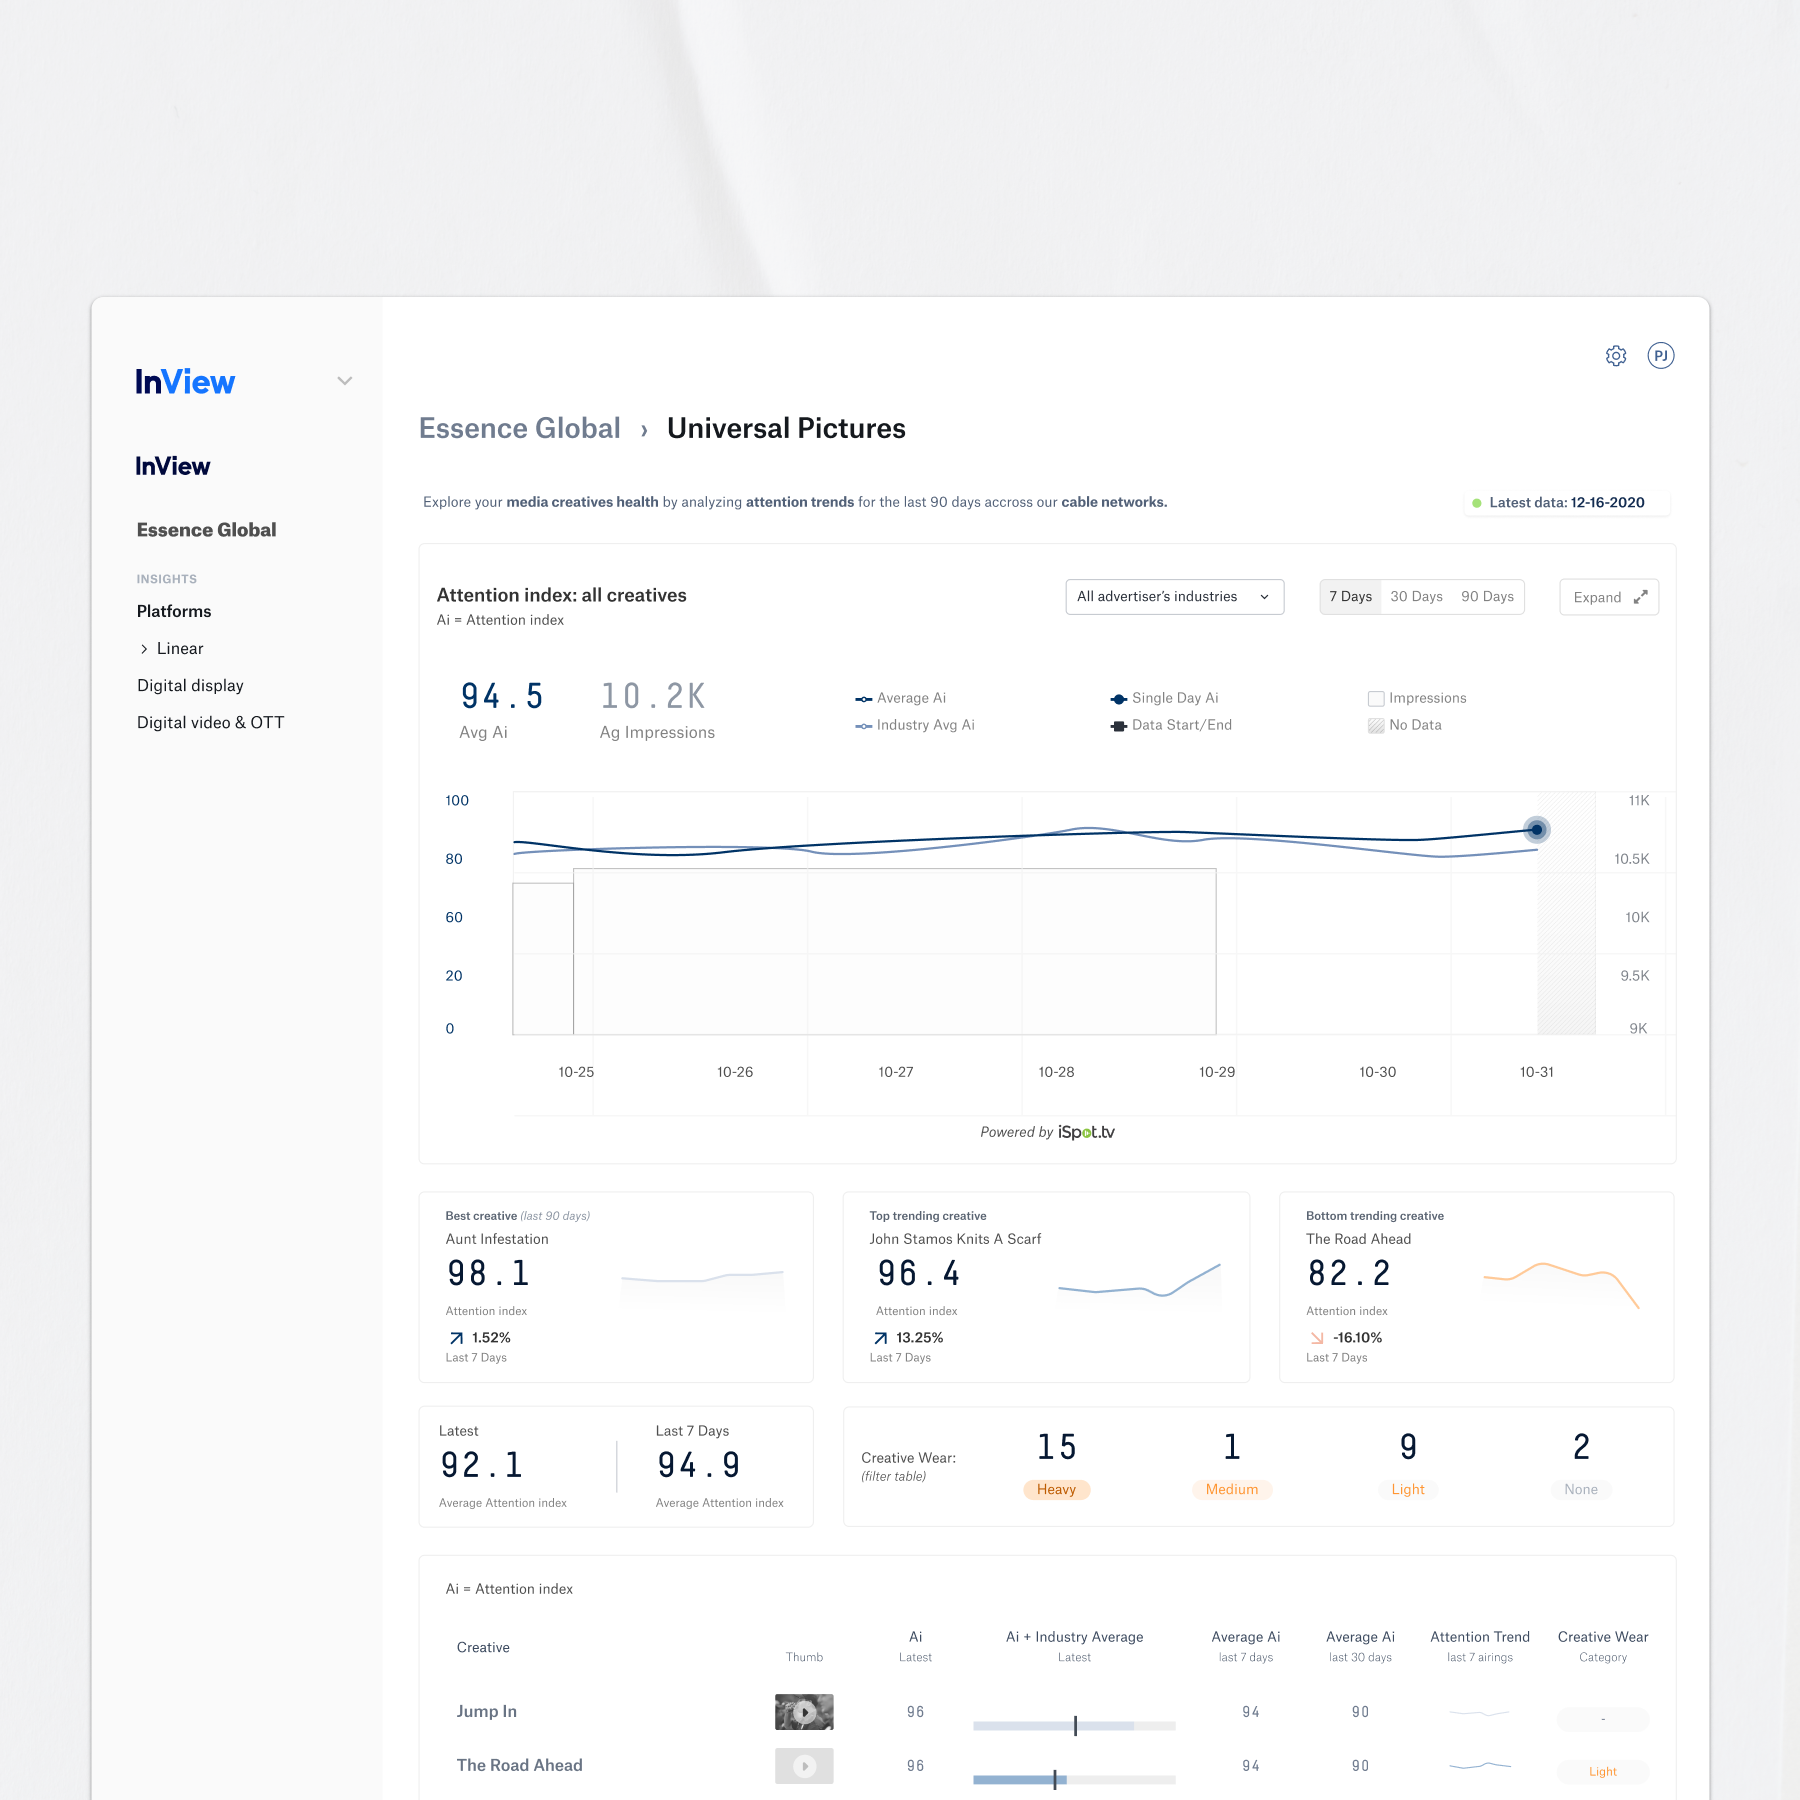 InView
PJ
InView
Essence Global
INSIGHTS
Platforms
Linear
Digital display
Digital video & OTT
Essence Global › Universal Pictures
Explore your media creatives health by analyzing attention trends for the last 90 days accross our cable networks.
Latest data: 12-16-2020
Attention index: all creatives
Ai = Attention index
All advertiser's industries
7 Days 30 Days 90 Days
Expand
94.5
Avg Ai
10.2K
Ag Impressions
Average Ai
Industry Avg Ai
Single Day Ai
Data Start/End
Impressions
No Data
100
80
60
20
0
11K
10.5K
10K
9.5K
9K
10-25 10-26 10-27 10-28 10-29 10-30 10-31
Powered by iSpot.tv
Best creative (last 90 days)
Aunt Infestation
98.1
Attention index
1.52%
Last 7 Days
Top trending creative
John Stamos Knits A Scarf
96.4
Attention index
13.25%
Last 7 Days
Bottom trending creative
The Road Ahead
82.2
Attention index
-16.10%
Last 7 Days
Latest
92.1
Average Attention index
Last 7 Days
94.9
Average Attention index
Creative Wear:
(filter table)
15
Heavy
1
Medium
9
Light
2
None
Ai = Attention index
Creative
Thumb
Ai
Latest
Ai + Industry Average
Latest
Average Ai
last 7 days
Average Ai
last 30 days
Attention Trend
last 7 airings
Creative Wear
Category
Jump In 96 94 90 -
The Road Ahead 96 94 90 Light